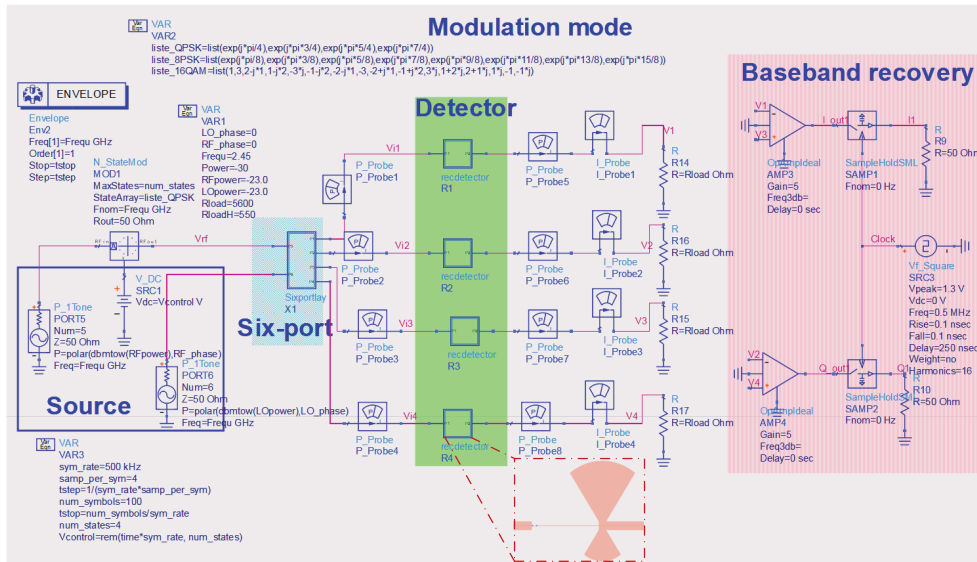 Modulation mode
Var
Eqn
VAR
VAR2
liste_QPSK=list(exp(j*pi/4),exp(j*pi*3/4),exp(j*pi*5/4),exp(j*pi*7/4))
liste_8PSK=list(exp(j*pi/8),exp(j*pi*3/8),exp(j*pi*5/8),exp(j*pi*7/8),exp(j*pi*9/8),exp(j*pi*11/8),exp(j*pi*13/8),exp(j*pi*15/8))
liste_16QAM=list(1,3,2-j*1,1-j*2,-3*j,-1-j*2,-2-j*1,-3,-2+j*1,-1+j*2,3*j,1+2*j,2+1*j,1*j,-1,-1*j)
ENVELOPE
Envelope
Env2
Freq[1]=Frequ GHz
Order[1]=1
Stop=tstop
Step=tstep
Var
Eqn
VAR
VAR1
LO_phase=0
RF_phase=0
Frequ=2.45
Power=-30
RFpower=-23.0
LOpower=-23.0
Rload=5600
RloadH=550
N_StateMod
MOD1
MaxStates=num_states
StateArray=liste_QPSK
Fnom=Frequ GHz
Rout=50 Ohm
RFin
RFout
Vrf
V_DC
SRC1
Vdc=Vcontrol V
P_1Tone
PORT5
Num=5
Z=50 Ohm
P=polar(dbmtow(RFpower),RF_phase)
Freq=Frequ GHz
P_1Tone
PORT6
Num=6
Z=50 Ohm
P=polar(dbmtow(LOpower),LO_phase)
Freq=Frequ GHz
Source
Var
Eqn
VAR
VAR3
sym_rate=500 kHz
samp_per_sym=4
tstep=1/(sym_rate*samp_per_sym)
num_symbols=100
tstop=num_symbols/sym_rate
num_states=4
Vcontrol=rem(time*sym_rate, num_states)
Sixportlay
X1
Six-port
P_Probe
P_Probe1
P_Probe
P_Probe2
P_Probe
P_Probe3
P_Probe
P_Probe4
Vi1
Vi2
Vi3
Vi4
Detector
recdetector
R1
recdetector
R2
recdetector
R3
recdetector
R4
P_Probe
P_Probe5
P_Probe
P_Probe6
P_Probe
P_Probe7
P_Probe
P_Probe8
I_Probe
I_Probe1
I_Probe
I_Probe2
I_Probe
I_Probe3
I_Probe
I_Probe4
V1
R
R14
R=Rload Ohm
V2
R
R16
R=Rload Ohm
V3
R
R15
R=Rload Ohm
V4
R
R17
R=Rload Ohm
Baseband recovery
V1
V3
I_out1
I1
OpAmpIdeal
AMP3
Gain=5
Freq3db=
Delay=0 sec
SampleHoldSML
SAMP1
Fnom=0 Hz
R
R9
R=50 Ohm
Clock
Vf_Square
SRC3
Vpeak=1.3 V
Vdc=0 V
Freq=0.5 MHz
Rise=0.1 nsec
Fall=0.1 nsec
Delay=250 nsec
Weight=no
Harmonics=16
V2
V4
Q_out1
Q1
OpAmpIdeal
AMP4
Gain=5
Freq3db=
Delay=0 sec
SampleHoldSML
SAMP2
Fnom=0 Hz
R
R10
R=50 Ohm